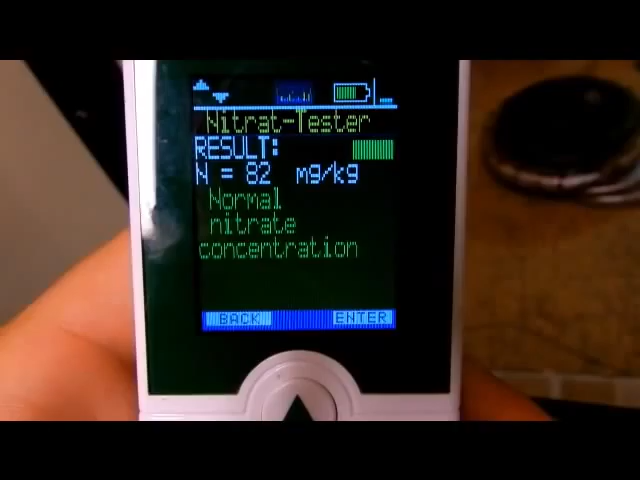 Nitrat-Tester
RESULT:
N = 82 mg/kg
Normal
nitrate
concentration
BACK ENTER